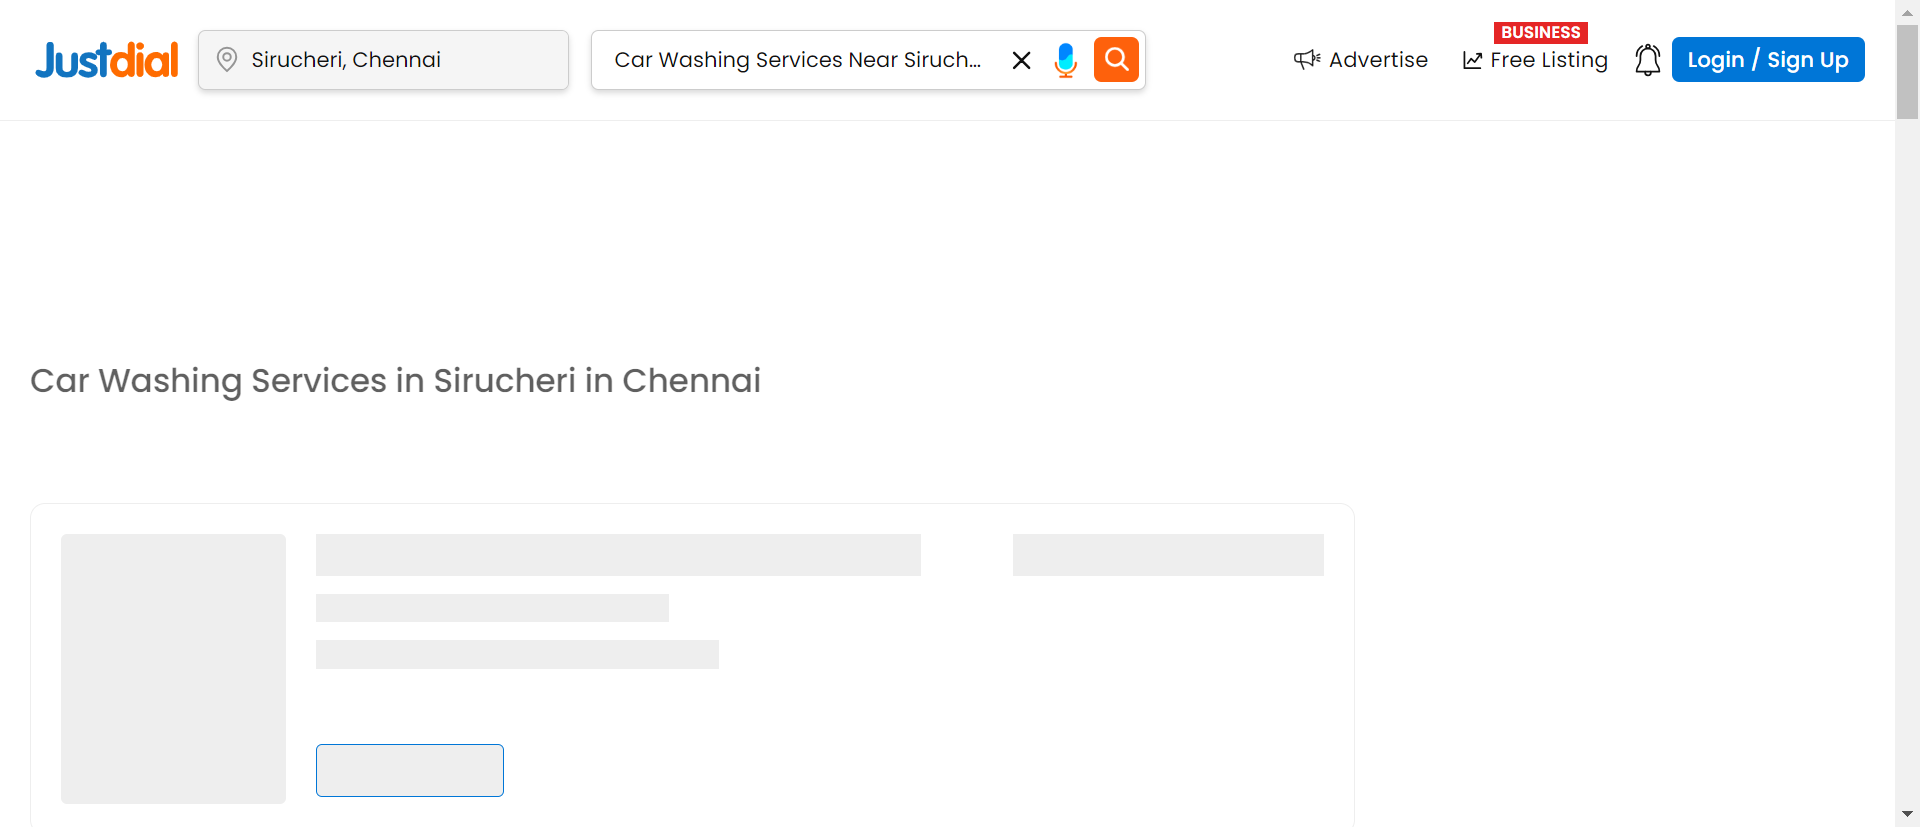 Justdial
Sirucheri, Chennai
Car Washing Services Near Siruch...
Advertise
BUSINESS
Free Listing
Login / Sign Up
Car Washing Services in Sirucheri in Chennai